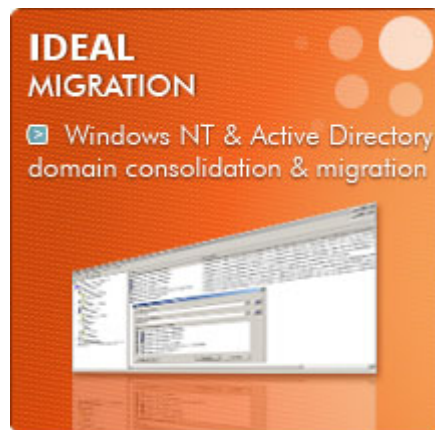 IDEAL
MIGRATION
Windows NT & Active Directory
domain consolidation & migration